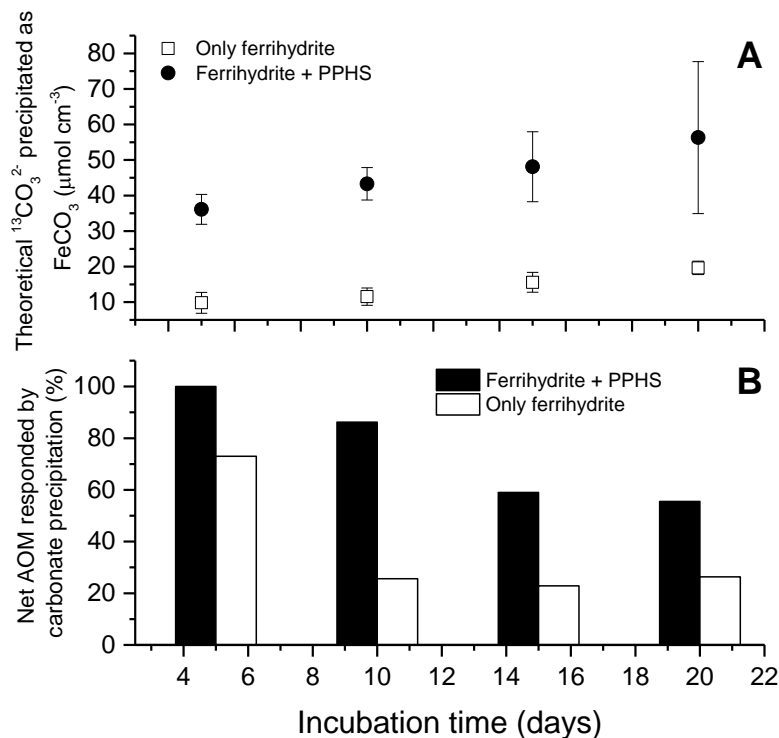 Only ferrihydrite
Ferrihydrite + PPHS
A
Theoretical ¹³CO₃²⁻ precipitated as
FeCO₃ (μmol cm⁻³)
80
70
60
50
40
30
20
10
B
Ferrihydrite + PPHS
Only ferrihydrite
Net AOM responded by
carbonate precipitation (%)
100
80
60
40
20
0
4 6 8 10 12 14 16 18 20 22
Incubation time (days)